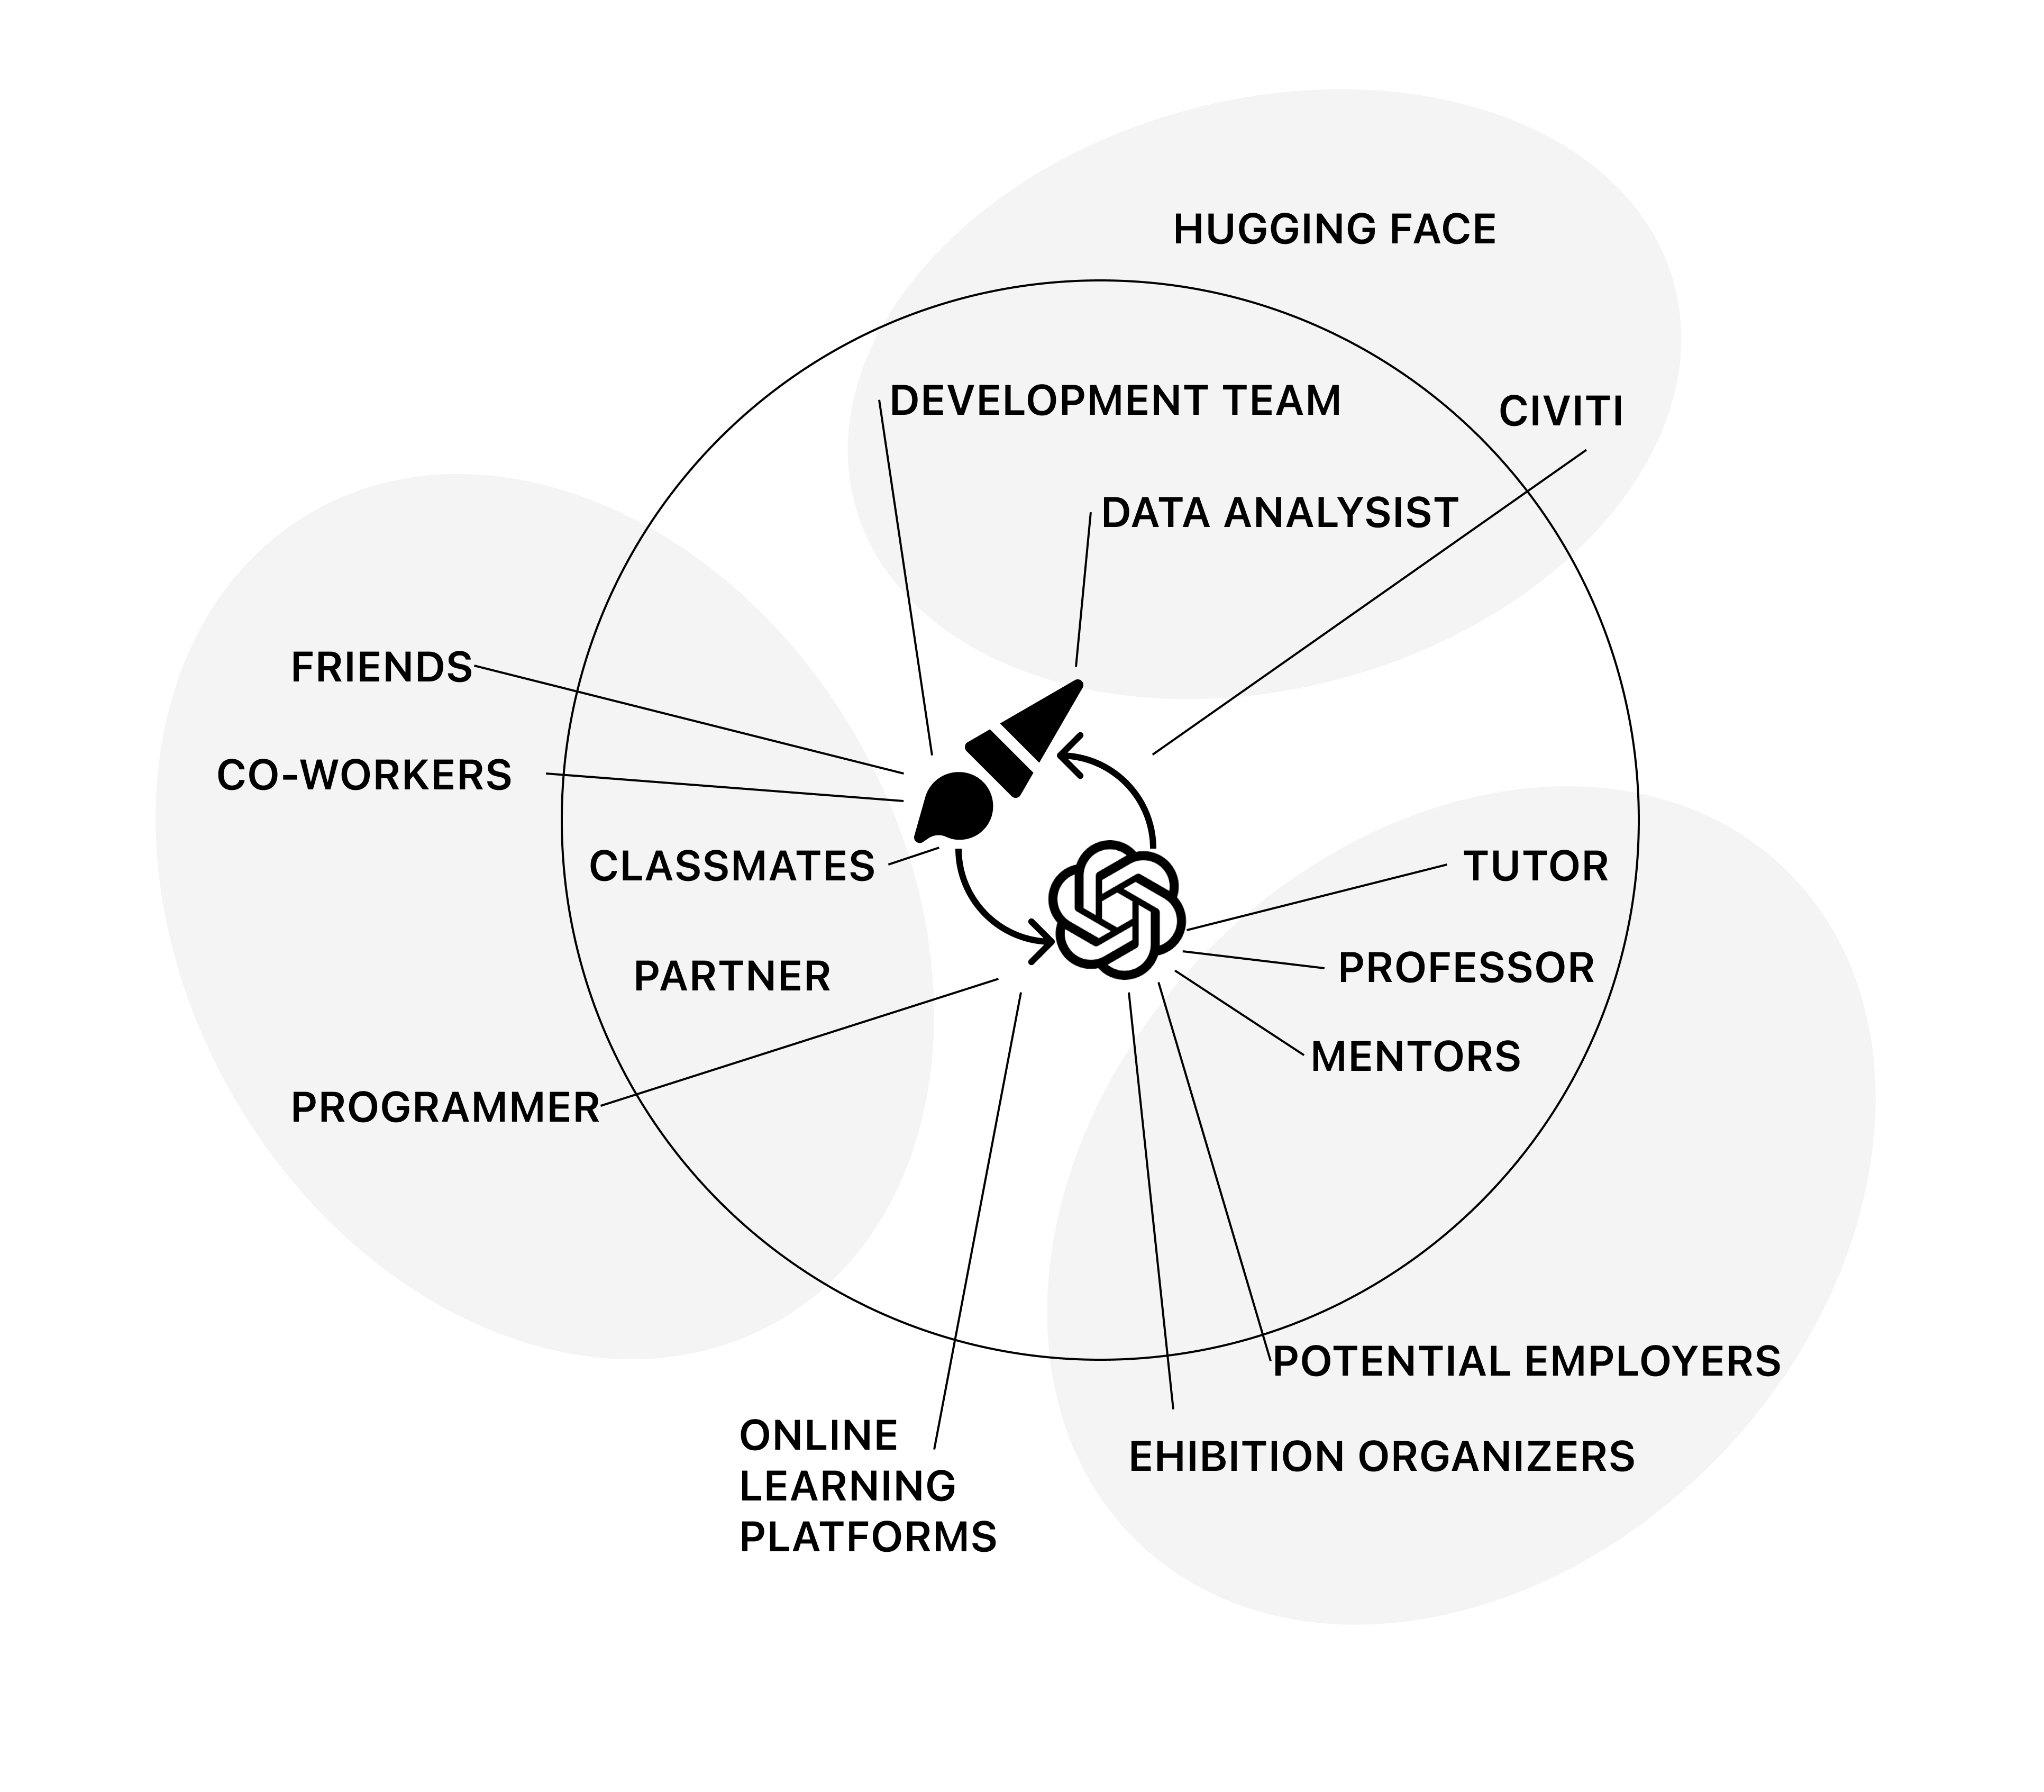 HUGGING FACE
DEVELOPMENT TEAM
CIVITI
DATA ANALYSIST
FRIENDS
CO-WORKERS
CLASSMATES
TUTOR
PARTNER
PROFESSOR
MENTORS
PROGRAMMER
POTENTIAL EMPLOYERS
ONLINE
LEARNING
PLATFORMS
EHIBITION ORGANIZERS